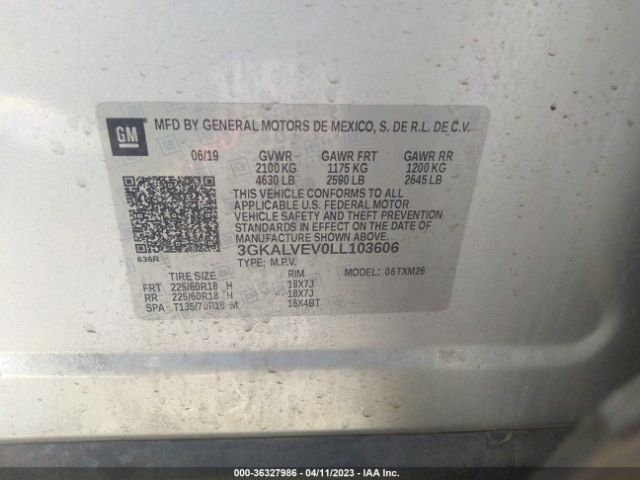 GM
MFD BY GENERAL MOTORS DE MEXICO, S. DE R.L. DE C.V.
06/19 GVWR GAWR FRT GAWR RR
2100 KG 1175 KG 1200 KG
4630 LB 2590 LB 2645 LB
THIS VEHICLE CONFORMS TO ALL
APPLICABLE U.S. FEDERAL MOTOR
VEHICLE SAFETY AND THEFT PREVENTION
STANDARDS IN EFFECT ON THE DATE OF
MANUFACTURE SHOWN ABOVE.
3GKALVEV0LL103606
636R
TYPE: M.P.V. MODEL: 06TXM26
TIRE SIZE RIM
FRT 225/60R18 H 18X7J
RR 225/60R18 H 18X7J
SPA T135/70R16 M 16X4BT
000-36327986 - 04/11/2023 - IAA Inc.